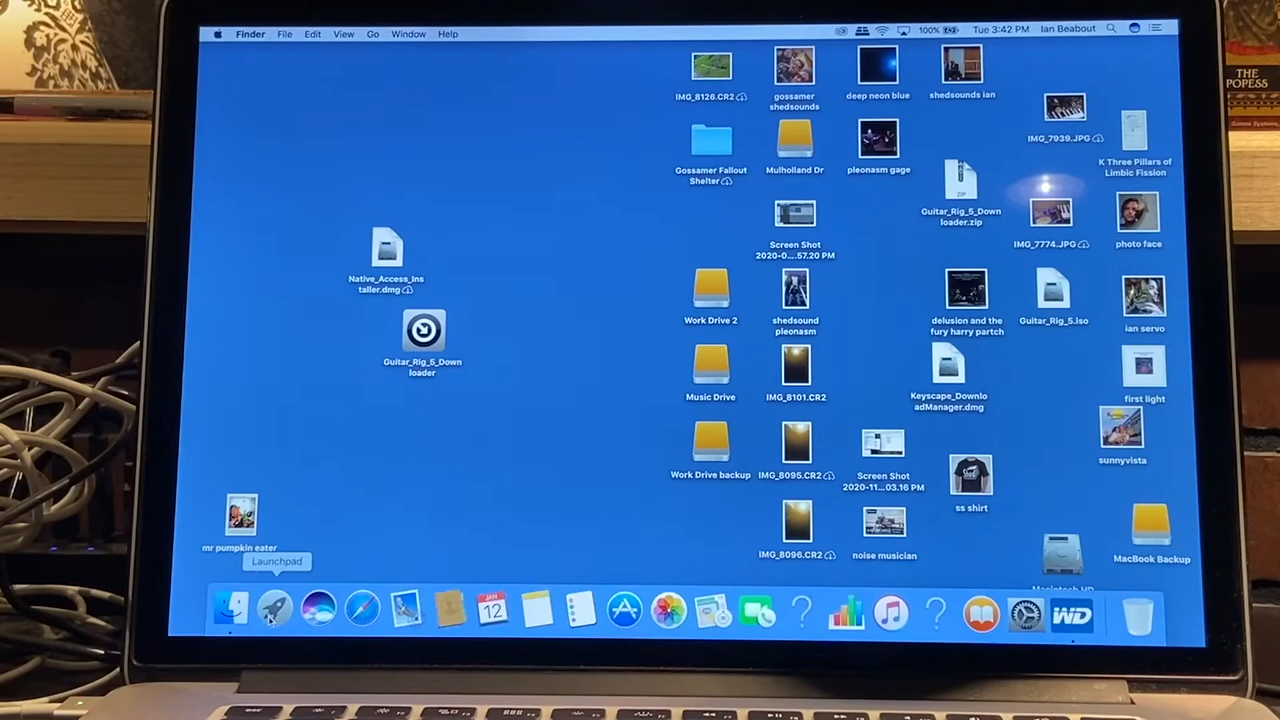 Finder File Edit View Go Window Help
100% Tue 3:42 PM Ian Beabout
THE
POPESS
IMG_8126.CR2
gossamer
shedsounds
deep neon blue
shedsounds ian
IMG_7939.JPG
K Three Pillars of
Limbic Fission
Gossamer Fallout
Shelter
Mulholland Dr
pleonasm gage
ZIP
Guitar_Rig_5_Down
loader.zip
IMG_7774.JPG
photo face
Screen Shot
2020-0....57.20 PM
Native_Access_Ins
taller.dmg
Work Drive 2
shedsound
pleonasm
delusion and the
fury harry partch
Guitar_Rig_5.iso
ian servo
Guitar_Rig_5_Down
loader
Music Drive
IMG_8101.CR2
Keyscape_Downlo
adManager.dmg
first light
Work Drive backup
IMG_8095.CR2
Screen Shot
2020-11...03.16 PM
ss shirt
sunnyvista
mr pumpkin eater
IMG_8096.CR2
noise musician
MacBook Backup
Macintosh HD
Launchpad
JAN
12
WD